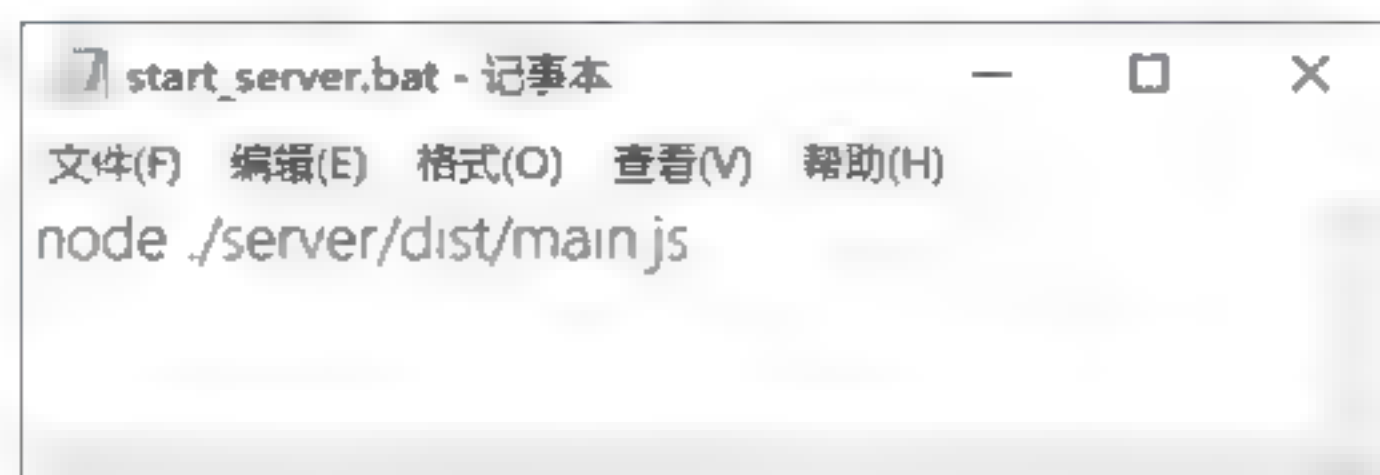 start_server.bat - 记事本
文件(F) 编辑(E) 格式(O) 查看(V) 帮助(H)
node ./server/dist/main.js